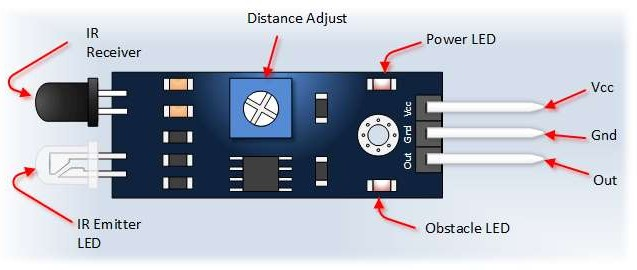 Distance Adjust
IR
Receiver
Power LED
Vcc
Gnd
Out
Vcc
Gnd
Out
IR Emitter
LED
Obstacle LED